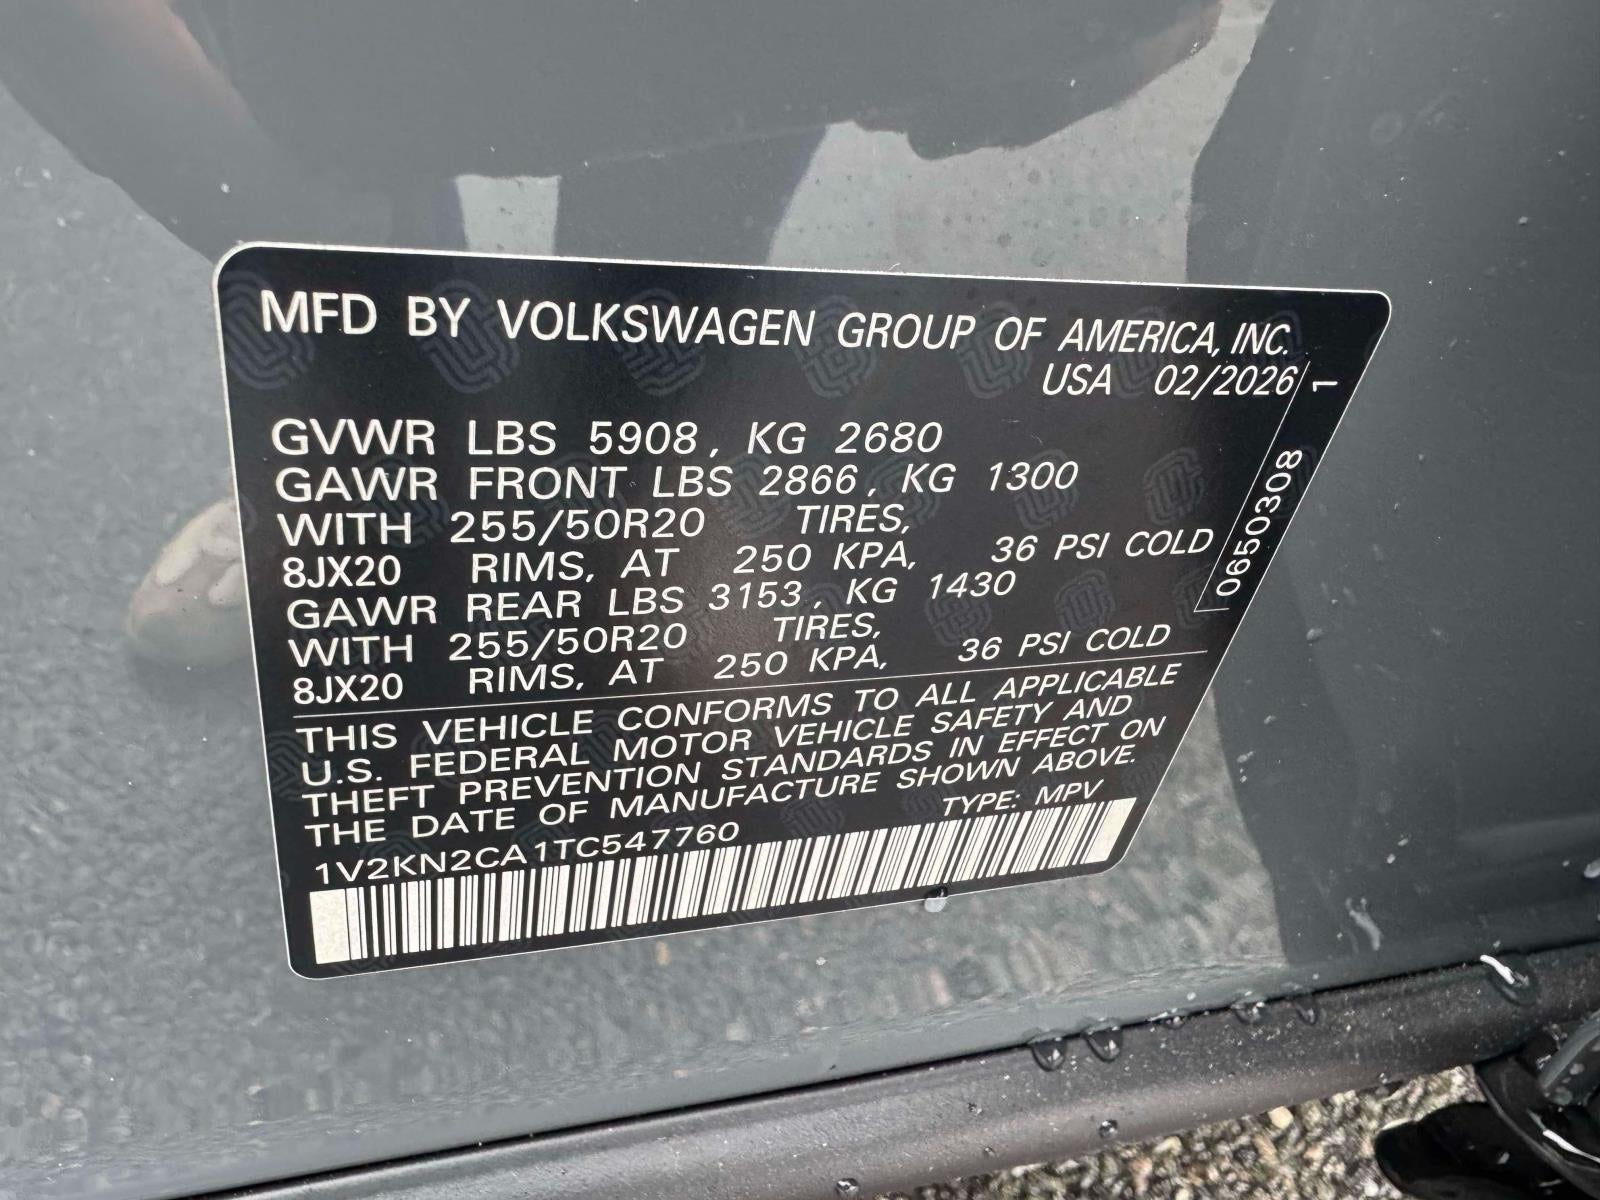 MFD BY VOLKSWAGEN GROUP OF AMERICA, INC.
USA 02/2026
GVWR LBS 5908, KG 2680
GAWR FRONT LBS 2866, KG 1300
WITH 255/50R20 TIRES,
8JX20 RIMS, AT 250 KPA, 36 PSI COLD
GAWR REAR LBS 3153, KG 1430
WITH 255/50R20 TIRES,
8JX20 RIMS, AT 250 KPA, 36 PSI COLD
THIS VEHICLE CONFORMS TO ALL APPLICABLE
U.S. FEDERAL MOTOR VEHICLE SAFETY AND
THEFT PREVENTION STANDARDS IN EFFECT ON
THE DATE OF MANUFACTURE SHOWN ABOVE.
TYPE: MPV
1V2KN2CA1TC547760
0650308 1